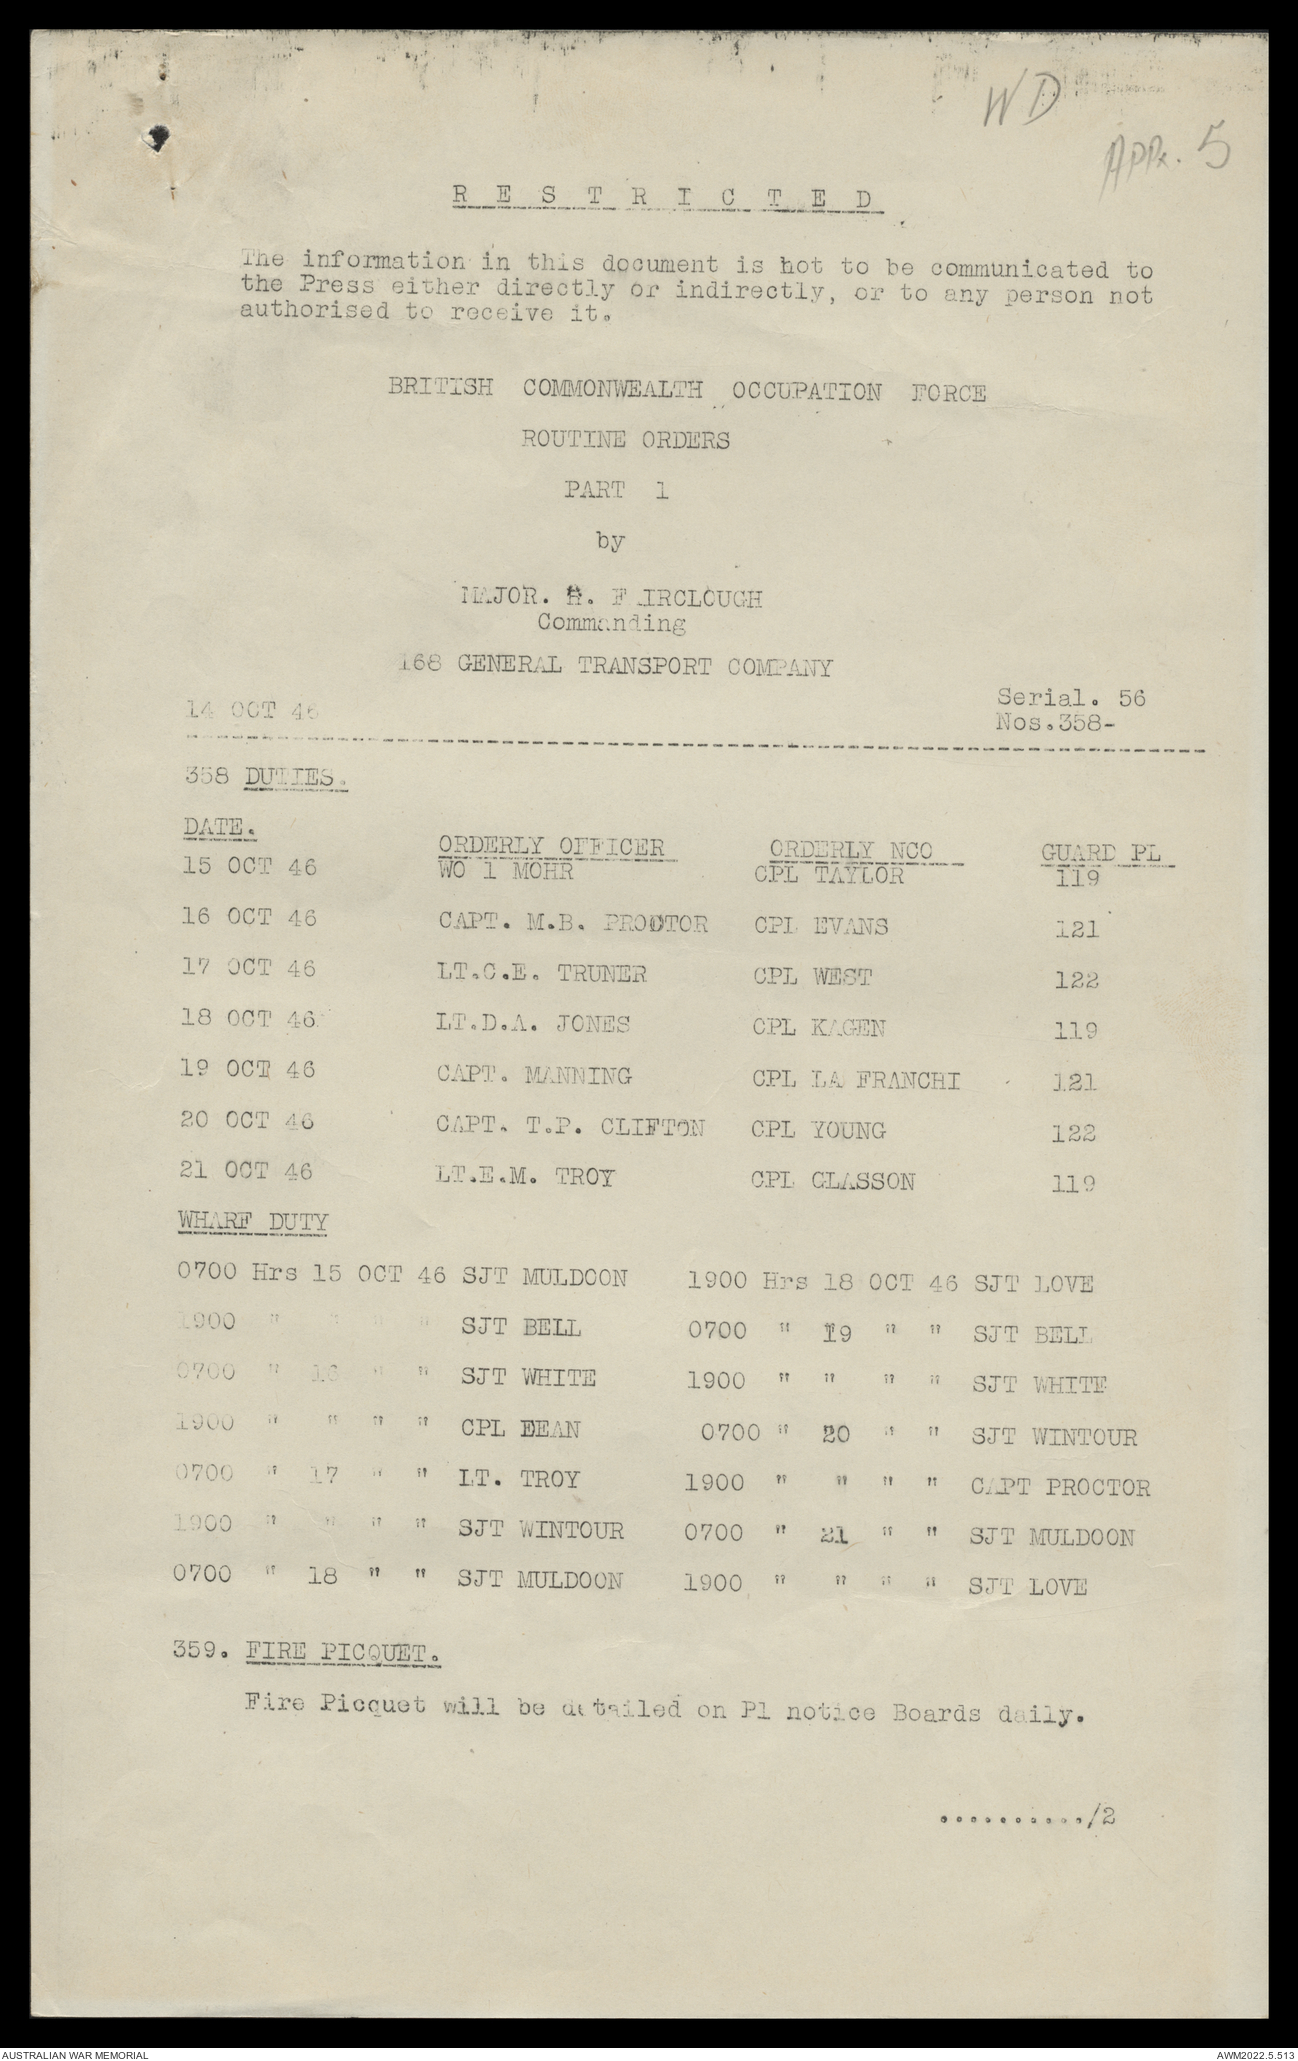 WD
Appx. 5
R E S T R I C T E D
The information in this document is not to be communicated to
the Press either directly or indirectly, or to any person not
authorised to receive it.
BRITISH COMMONWEALTH OCCUPATION FORCE
ROUTINE ORDERS
PART 1
by
MAJOR. H. FAIRCLOUGH
Commanding
168 GENERAL TRANSPORT COMPANY
14 OCT 46 Serial. 56
Nos.358-
358 DUTIES.
DATE. ORDERLY OFFICER ORDERLY NCO GUARD PL
15 OCT 46 WO 1 MOHR CPL TAYLOR 119
16 OCT 46 CAPT. M.B. PROCTOR CPL EVANS 121
17 OCT 46 LT.C.E. TRUNER CPL WEST 122
18 OCT 46 LT.D.A. JONES CPL KAGEN 119
19 OCT 46 CAPT. MANNING CPL LA FRANCHI 121
20 OCT 46 CAPT. T.P. CLIFTON CPL YOUNG 122
21 OCT 46 LT.E.M. TROY CPL GLASSON 119
WHARF DUTY
0700 Hrs 15 OCT 46 SJT MULDOON 1900 Hrs 18 OCT 46 SJT LOVE
1900 " " " " SJT BELL 0700 " 19 " " SJT BELL
0700 " 16 " " SJT WHITE 1900 " " " " SJT WHITE
1900 " " " " CPL DEAN 0700 " 20 " " SJT WINTOUR
0700 " 17 " " LT. TROY 1900 " " " " CAPT PROCTOR
1900 " " " " SJT WINTOUR 0700 " 21 " " SJT MULDOON
0700 " 18 " " SJT MULDOON 1900 " " " " SJT LOVE
359. FIRE PICQUET.
Fire Picquet will be detailed on Pl notice Boards daily.
........../2
AUSTRALIAN WAR MEMORIAL AWM2022.5.513